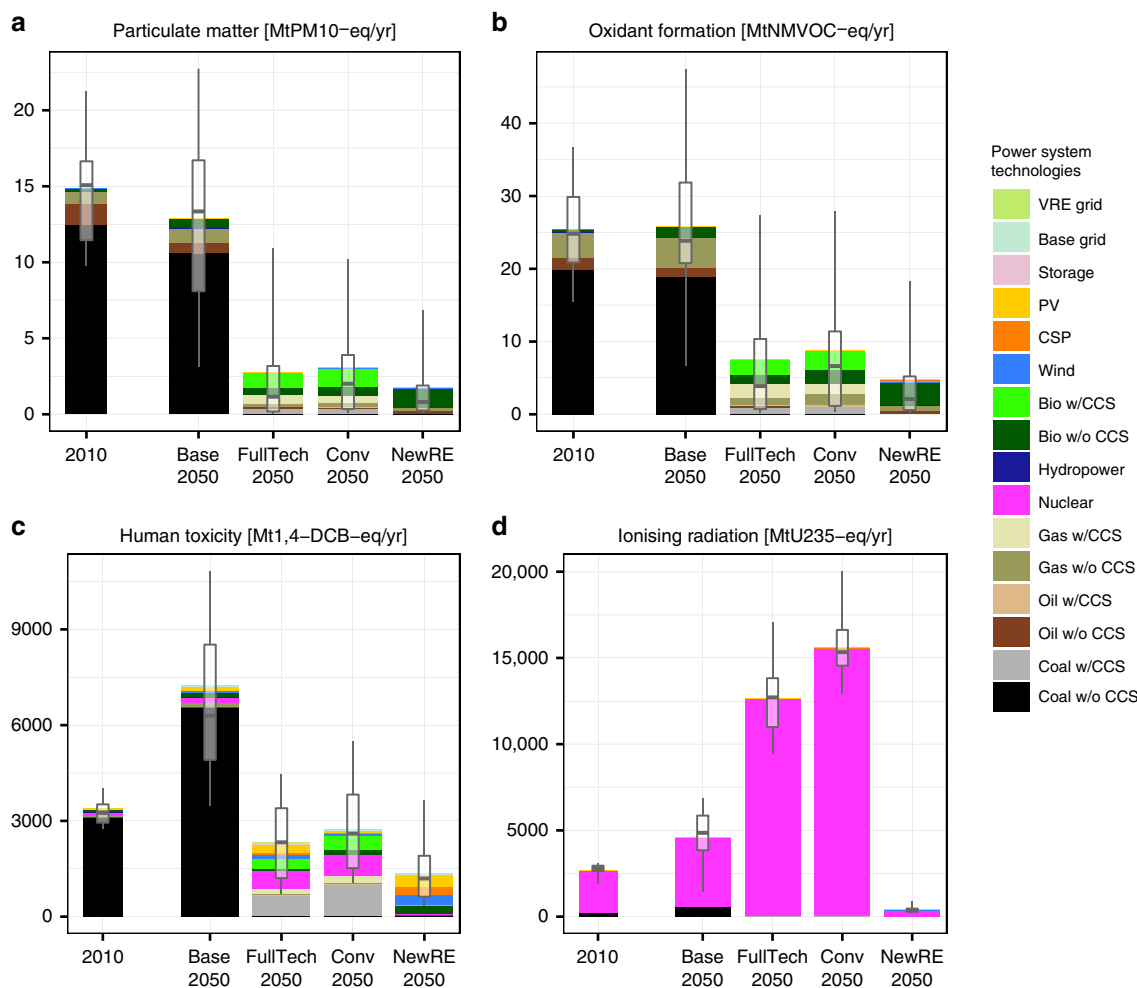 a
Particulate matter [MtPM10−eq/yr]
20
15
10
5
0
2010
Base
2050
FullTech
2050
Conv
2050
NewRE
2050
b
Oxidant formation [MtNMVOC−eq/yr]
40
30
20
10
0
2010
Base
2050
FullTech
2050
Conv
2050
NewRE
2050
c
Human toxicity [Mt1,4−DCB−eq/yr]
9000
6000
3000
0
2010
Base
2050
FullTech
2050
Conv
2050
NewRE
2050
d
Ionising radiation [MtU235−eq/yr]
20,000
15,000
10,000
5000
0
2010
Base
2050
FullTech
2050
Conv
2050
NewRE
2050
Power system
technologies
VRE grid
Base grid
Storage
PV
CSP
Wind
Bio w/CCS
Bio w/o CCS
Hydropower
Nuclear
Gas w/CCS
Gas w/o CCS
Oil w/CCS
Oil w/o CCS
Coal w/CCS
Coal w/o CCS